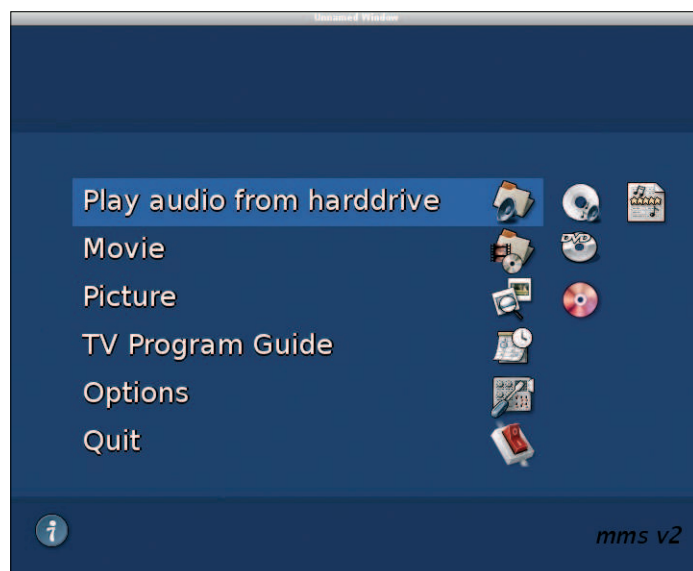 Unnamed Window
Play audio from harddrive
Movie
DVD
Picture
TV Program Guide
Options
Quit
i
mms v2